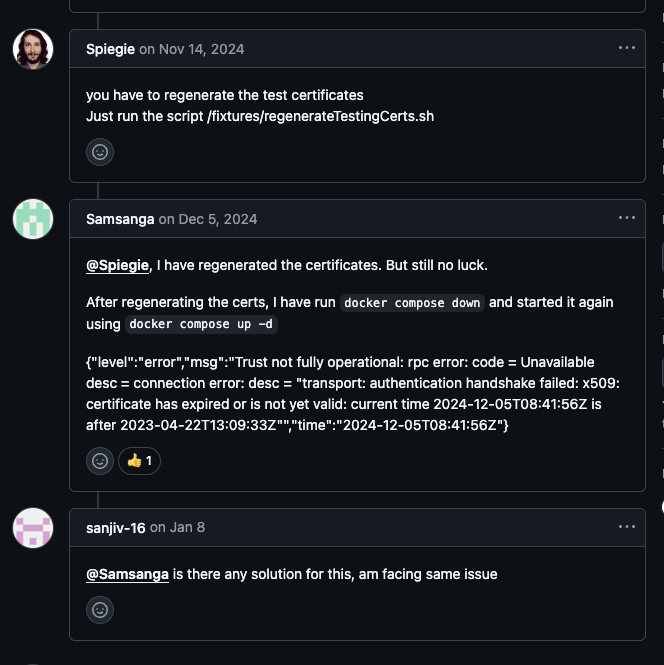 Spiegie on Nov 14, 2024
you have to regenerate the test certificates
Just run the script /fixtures/regenerateTestingCerts.sh
Samsanga on Dec 5, 2024
@Spiegie, I have regenerated the certificates. But still no luck.
After regenerating the certs, I have run docker compose down and started it again
using docker compose up -d
{"level":"error","msg":"Trust not fully operational: rpc error: code = Unavailable
desc = connection error: desc = "transport: authentication handshake failed: x509:
certificate has expired or is not yet valid: current time 2024-12-05T08:41:56Z is
after 2023-04-22T13:09:33Z"","time":"2024-12-05T08:41:56Z"}
👍 1
sanjiv-16 on Jan 8
@Samsanga is there any solution for this, am facing same issue